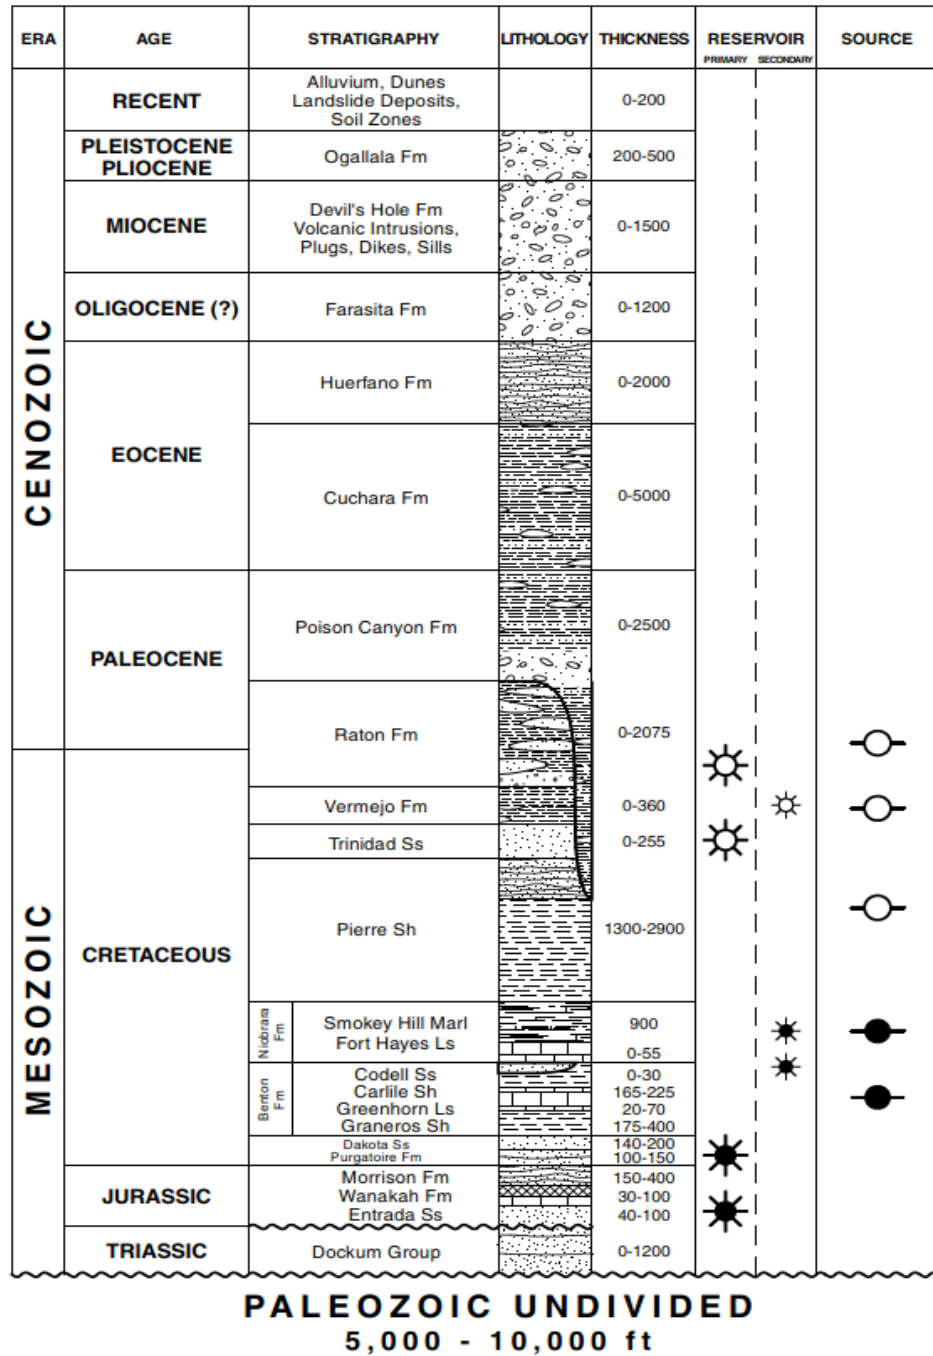 ERA AGE STRATIGRAPHY LITHOLOGY THICKNESS RESERVOIR SOURCE
PRIMARY SECONDARY
CENOZOIC
RECENT
Alluvium, Dunes
Landslide Deposits,
Soil Zones
0-200
PLEISTOCENE
PLIOCENE
Ogallala Fm
200-500
MIOCENE
Devil's Hole Fm
Volcanic Intrusions,
Plugs, Dikes, Sills
0-1500
OLIGOCENE (?)
Farasita Fm
0-1200
EOCENE
Huerfano Fm
0-2000
Cuchara Fm
0-5000
PALEOCENE
Poison Canyon Fm
0-2500
Raton Fm
0-2075
MESOZOIC
CRETACEOUS
Vermejo Fm
0-360
Trinidad Ss
0-255
Pierre Sh
1300-2900
Niobrara
Fm
Smokey Hill Marl
900
Fort Hayes Ls
0-55
Benton
Fm
Codell Ss
0-30
Carlile Sh
165-225
Greenhorn Ls
20-70
Graneros Sh
175-400
Dakota Ss
140-200
Purgatoire Fm
100-150
JURASSIC
Morrison Fm
150-400
Wanakah Fm
30-100
Entrada Ss
40-100
TRIASSIC
Dockum Group
0-1200
PALEOZOIC UNDIVIDED
5,000 - 10,000 ft